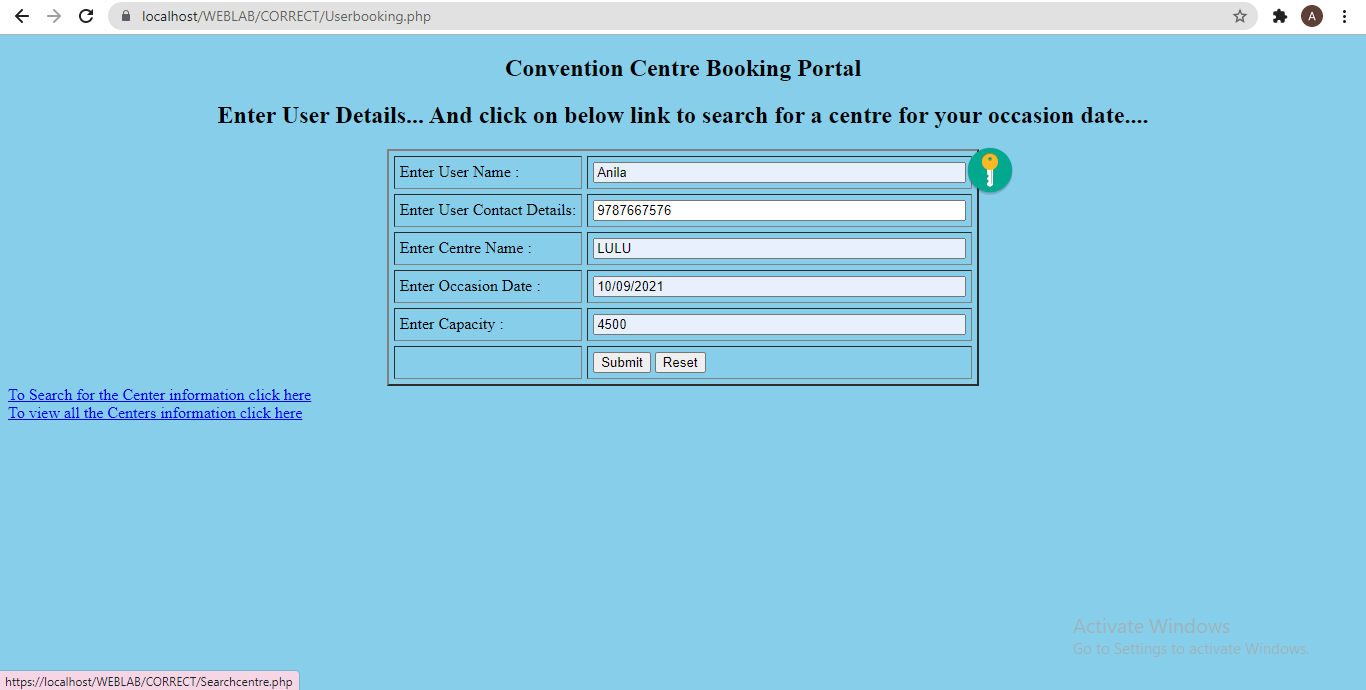 localhost/WEBLAB/CORRECT/Userbooking.php
A
Convention Centre Booking Portal
Enter User Details... And click on below link to search for a centre for your occasion date....
Enter User Name : Anila
Enter User Contact Details: 9787667576
Enter Centre Name : LULU
Enter Occasion Date : 10/09/2021
Enter Capacity : 4500
Submit Reset
To Search for the Center information click here
To view all the Centers information click here
Activate Windows
Go to Settings to activate Windows.
https://localhost/WEBLAB/CORRECT/Searchcentre.php